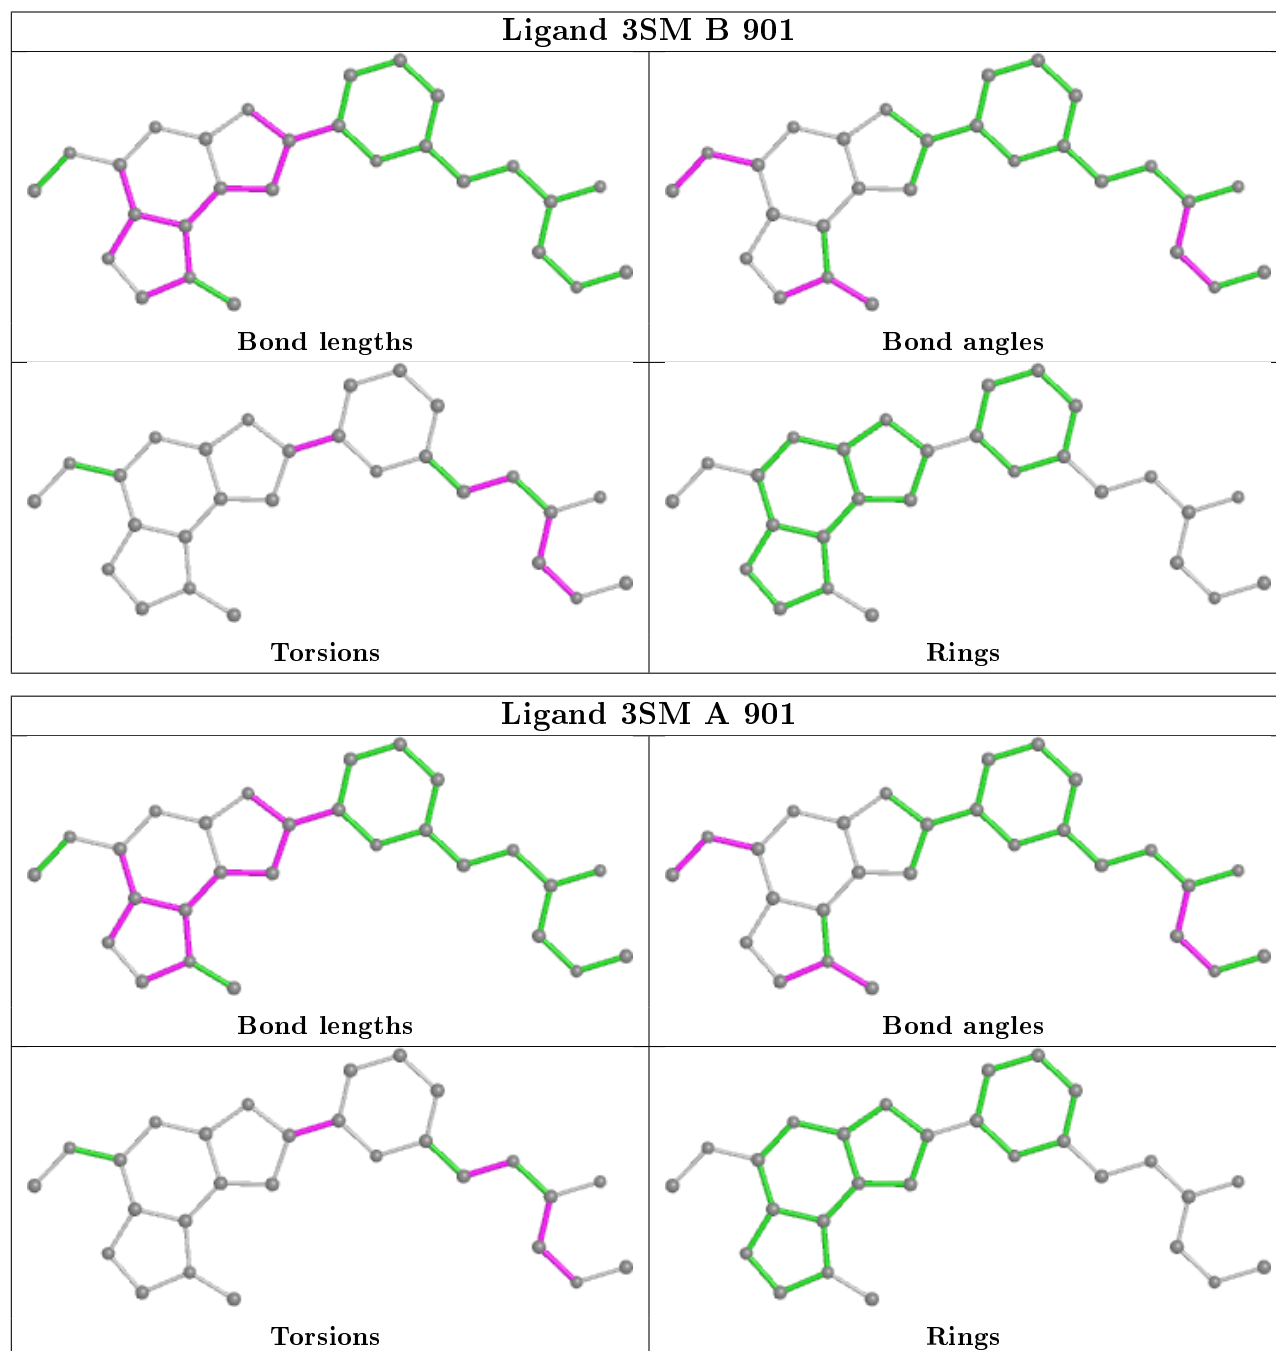 Ligand 3SM B 901
Bond lengths
Bond angles
Torsions
Rings
Ligand 3SM A 901
Bond lengths
Bond angles
Torsions
Rings